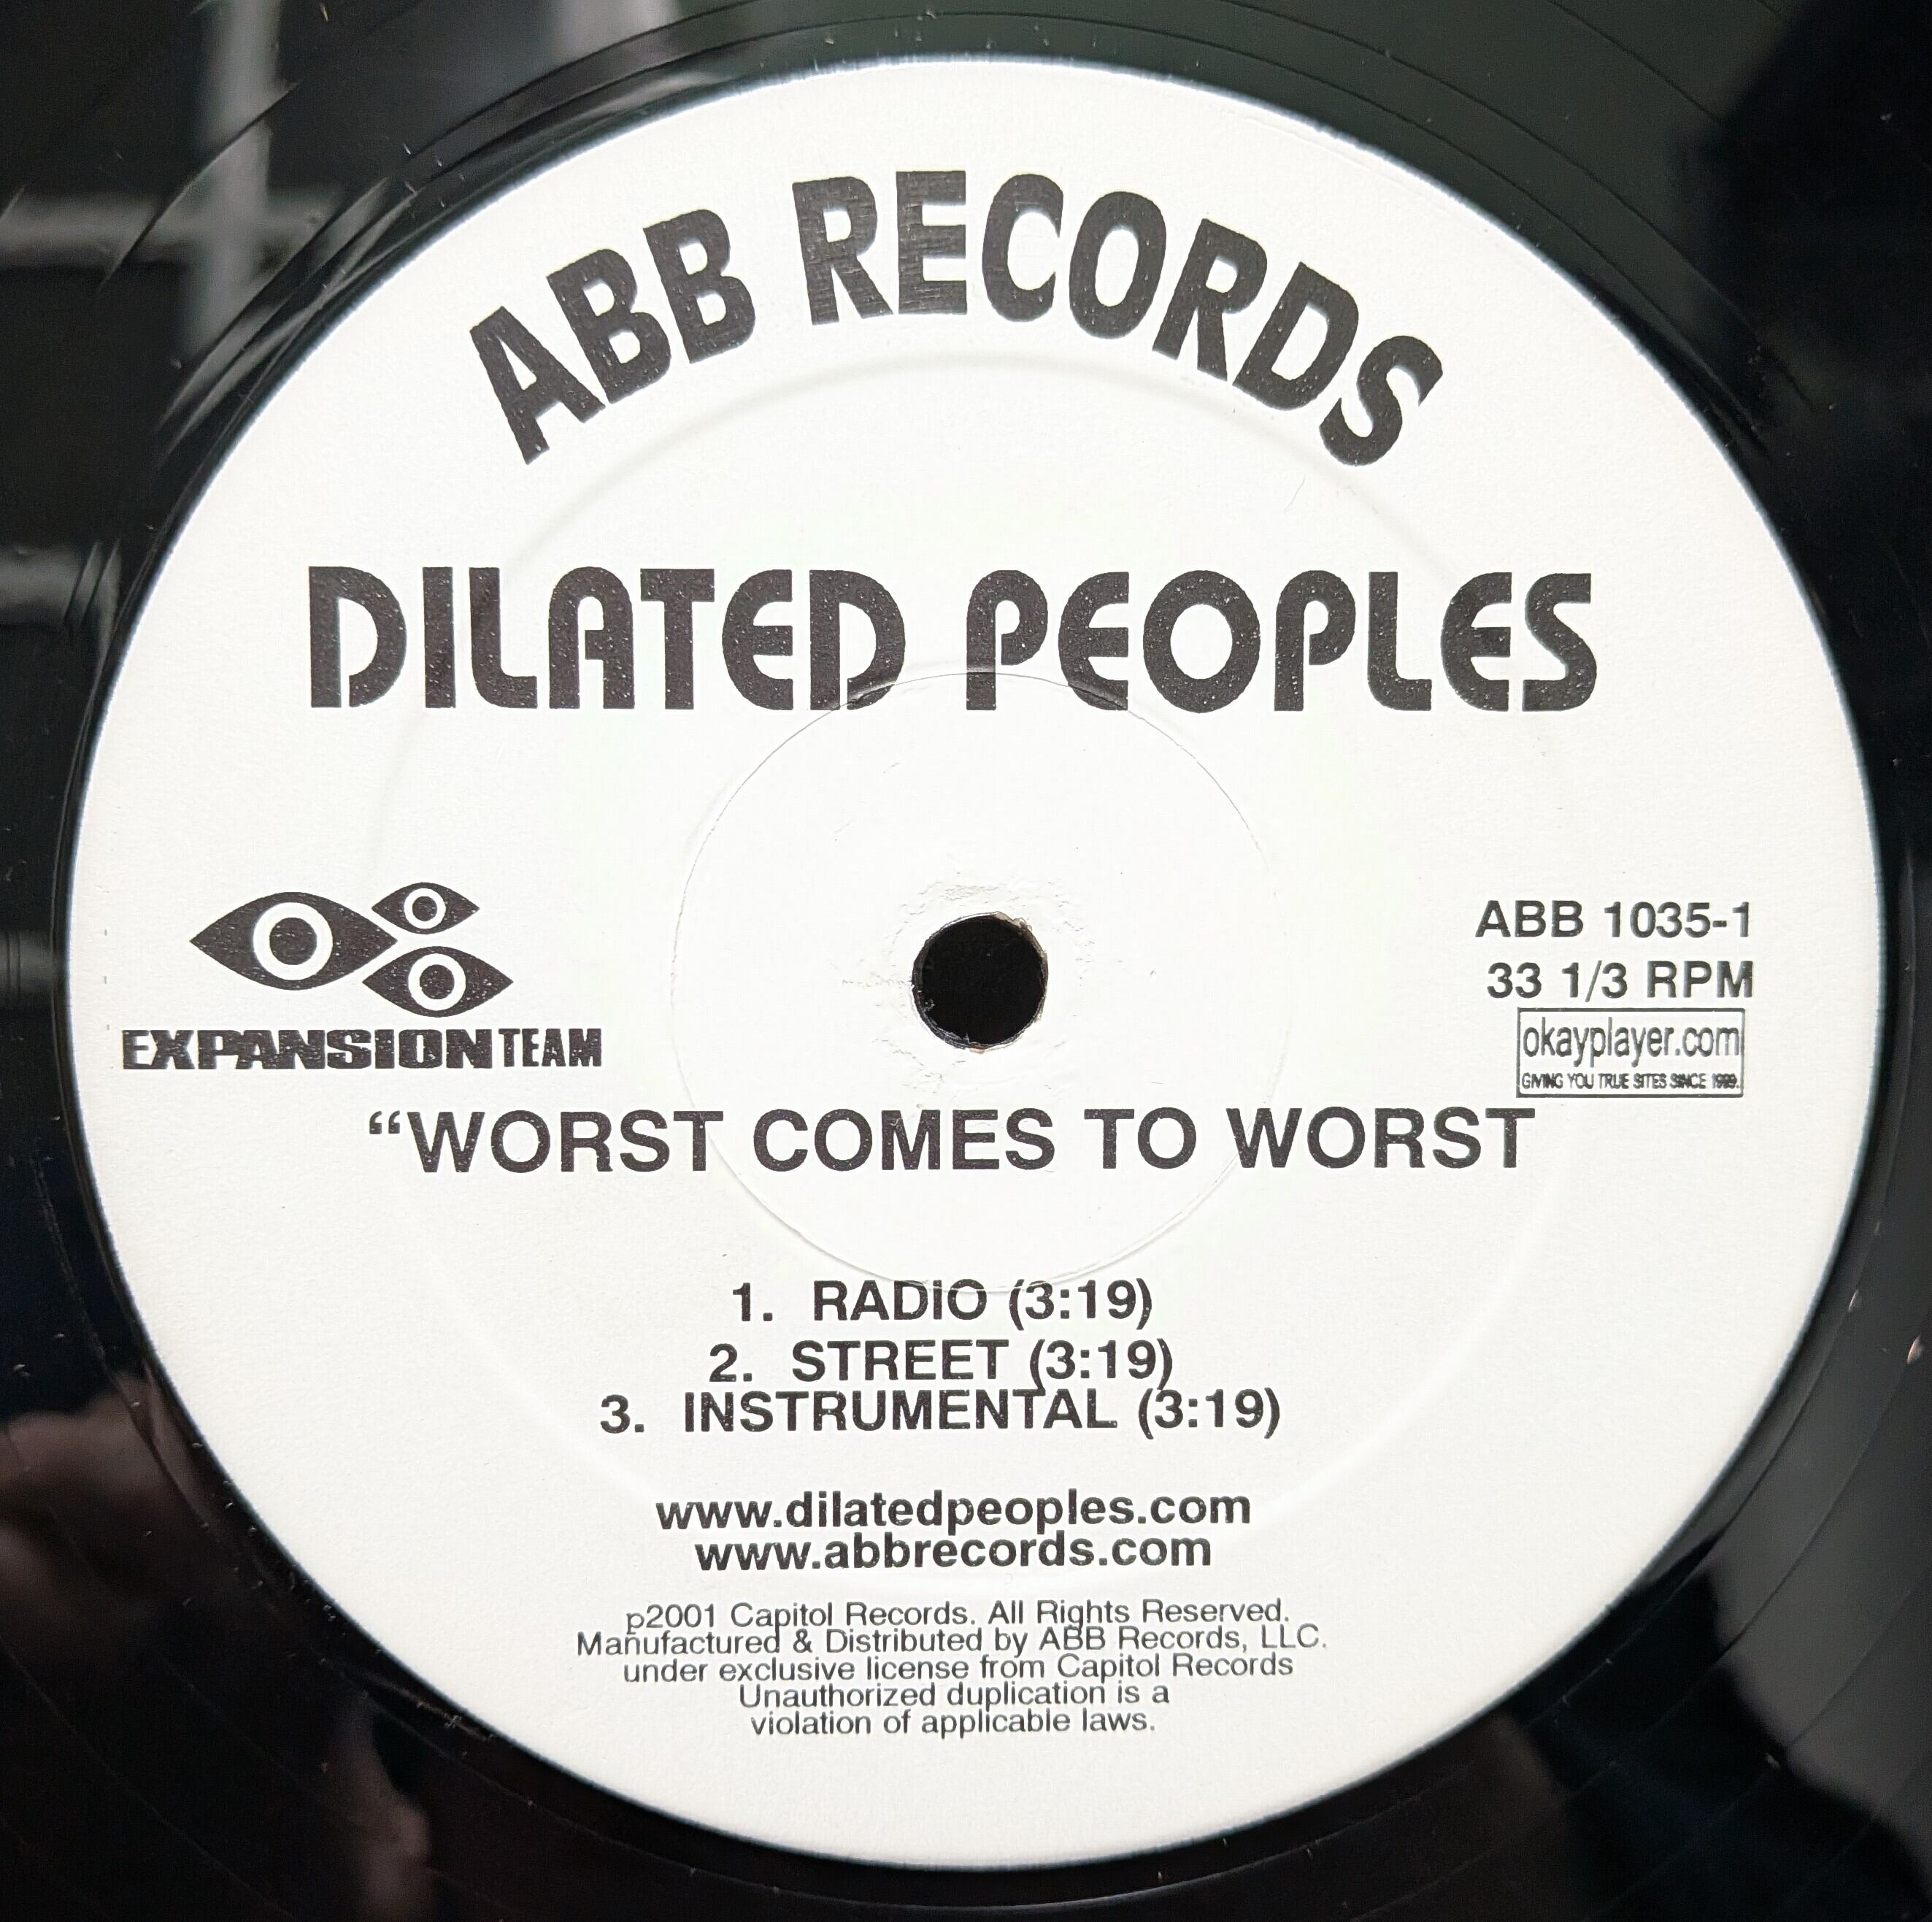 ABB RECORDS
DILATED PEOPLES
EXPANSION TEAM
ABB 1035-1
33 1/3 RPM
okayplayer.com
GIVING YOU TRUE SITES SINCE 1999.
“WORST COMES TO WORST
1. RADIO (3:19)
2. STREET (3:19)
3. INSTRUMENTAL (3:19)
www.dilatedpeoples.com
www.abbrecords.com
p2001 Capitol Records. All Rights Reserved.
Manufactured & Distributed by ABB Records, LLC.
under exclusive license from Capitol Records
Unauthorized duplication is a
violation of applicable laws.